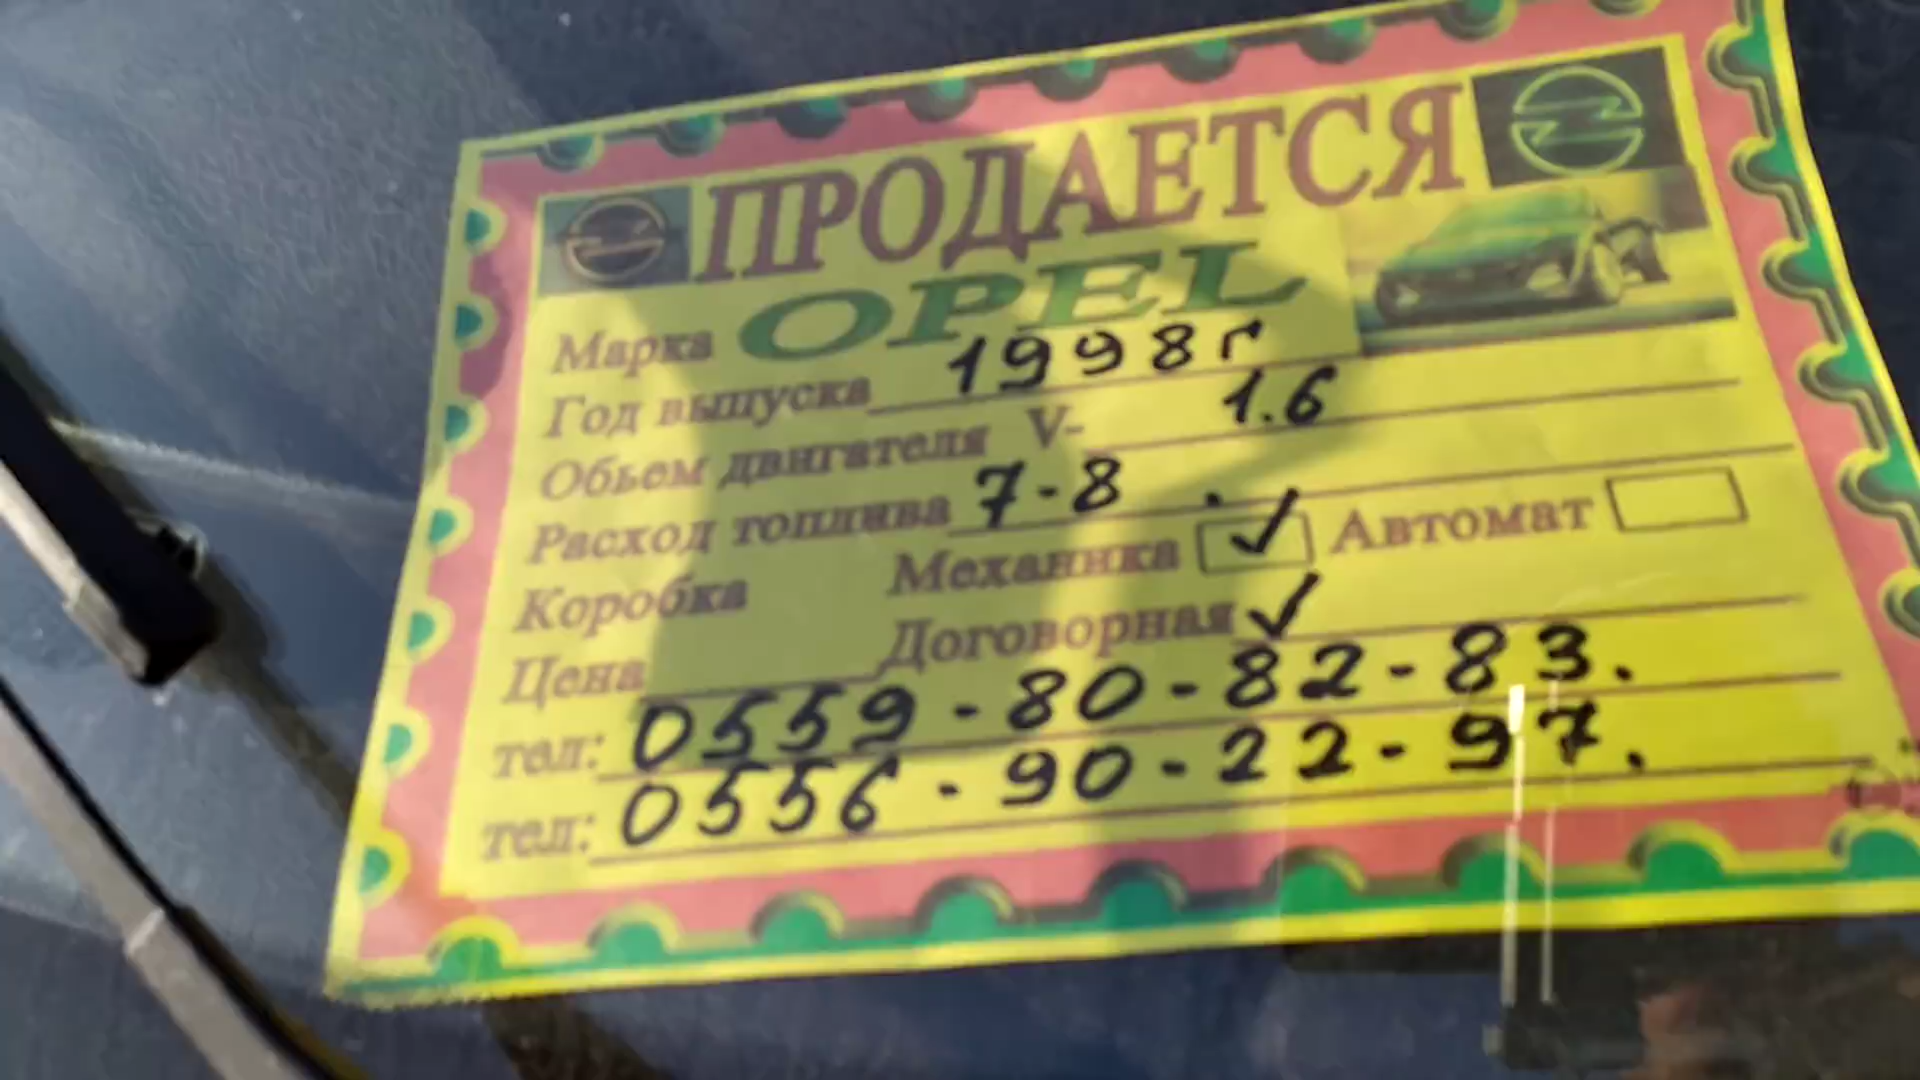 ПРОДАЕТСЯ
Марка OPEL
Год выпуска 1998г
Обьем двигателя V- 1.6
Расход топлива 7-8.
Коробка Механика ✓ Автомат
Цена Договорная ✓
тел: 0559-80-82-83.
тел: 0556-90-22-97.